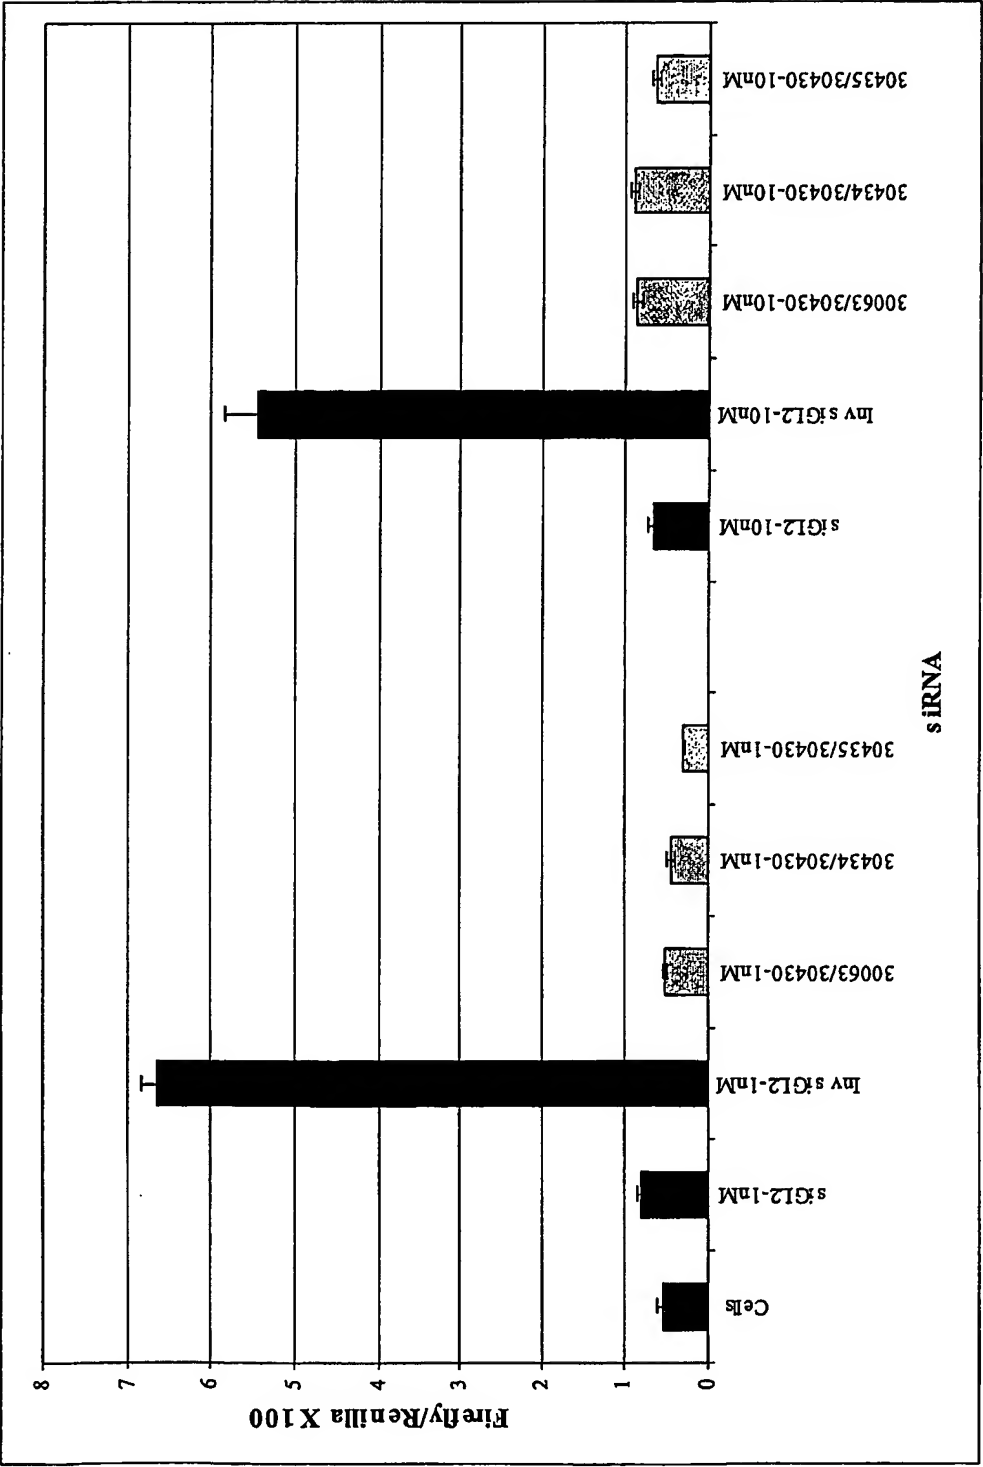 Firefly/Renilla X 100
8
7
6
5
4
3
2
1
0
Cells
siGL2-1nM
Inv siGL2-1nM
30063/30430-1nM
30434/30430-1nM
30435/30430-1nM
siGL2-10nM
Inv siGL2-10nM
30063/30430-10nM
30434/30430-10nM
30435/30430-10nM
siRNA